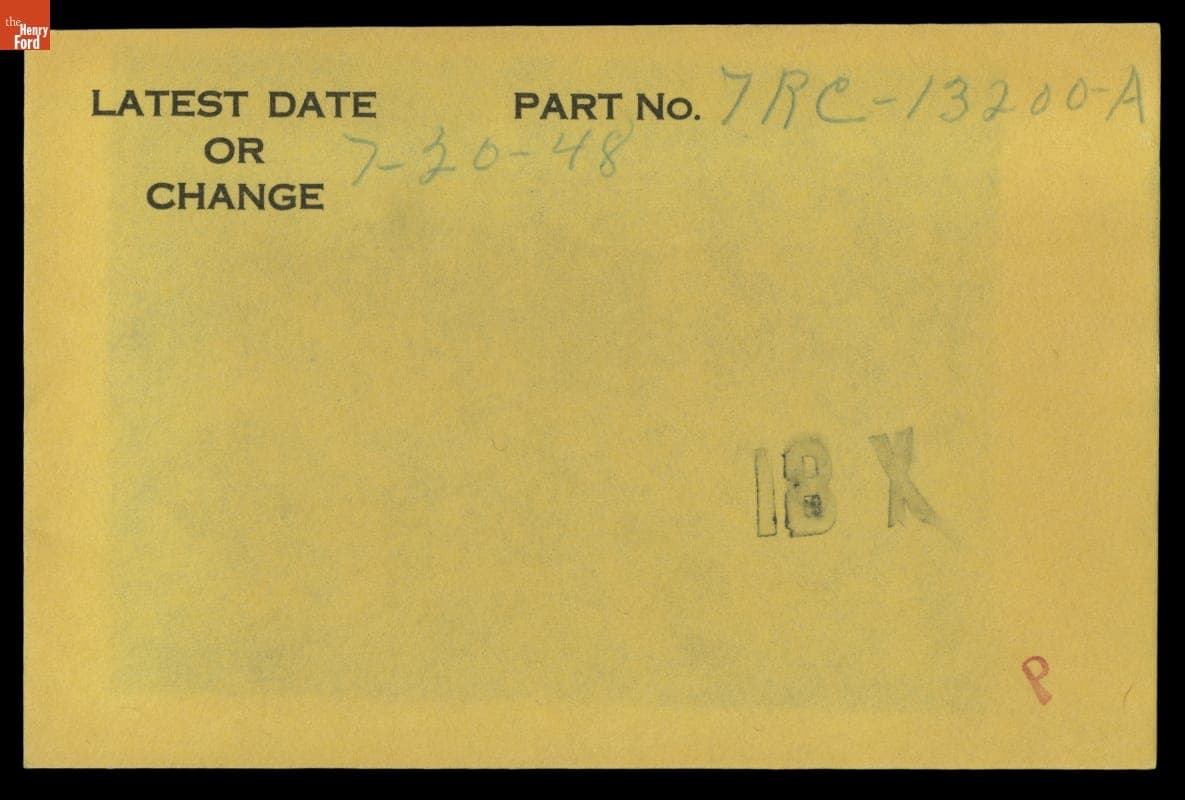 the
Henry
Ford
LATEST DATE PART No. 7RC-13200-A
OR 7-20-48
CHANGE
18 X
P